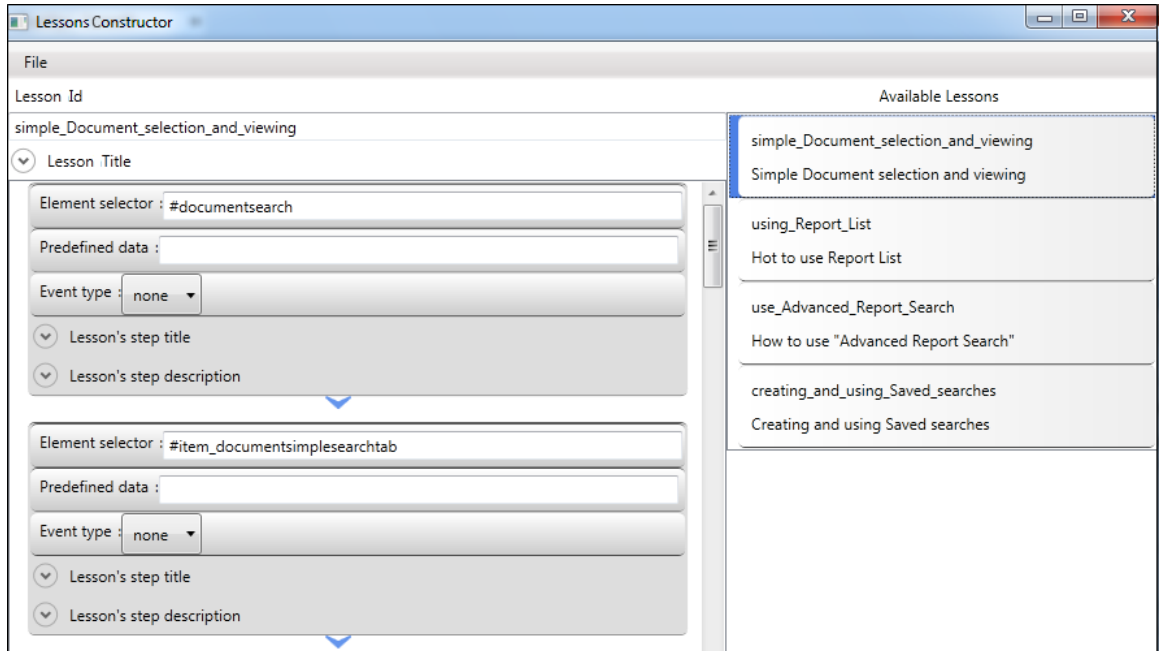 Lessons Constructor
File
Lesson Id
Available Lessons
simple_Document_selection_and_viewing
Lesson Title
Element selector : #documentsearch
Predefined data :
Event type : none
Lesson's step title
Lesson's step description
Element selector : #item_documentsimplesearchtab
Predefined data :
Event type : none
Lesson's step title
Lesson's step description
simple_Document_selection_and_viewing
Simple Document selection and viewing
using_Report_List
Hot to use Report List
use_Advanced_Report_Search
How to use "Advanced Report Search"
creating_and_using_Saved_searches
Creating and using Saved searches